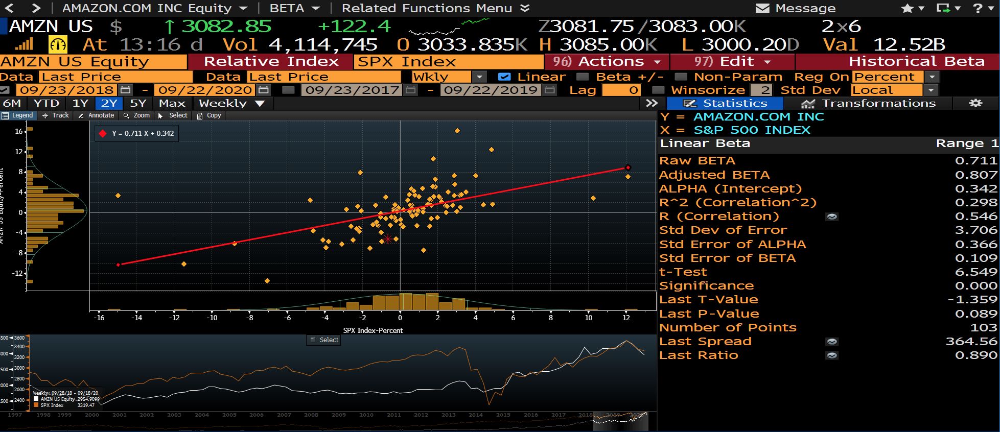 AMAZON.COM INC Equity | BETA | Related Functions Menu Message ?
AMZN US $ ↑ 3082.85 +122.4 Z3081.75/3083.00K 2x6
At 13:16 d Vol 4,114,745 O 3033.835K H 3085.00K L 3000.20D Val 12.52B
AMZN US Equity Relative Index SPX Index 96) Actions 97) Edit Historical Beta
Data Last Price Data Last Price Wkly Linear Beta +/- Non-Param Reg On Percent
09/23/2018 - 09/22/2020 09/23/2017 - 09/22/2019 Lag 0 Winsorize 2 Std Dev Local
6M YTD 1Y 2Y 5Y Max Weekly Statistics Transformations
Legend Track Annotate Zoom Select Copy
Y = AMAZON.COM INC
X = S&P 500 INDEX
Linear Beta Range 1
Raw BETA 0.711
Adjusted BETA 0.807
ALPHA (Intercept) 0.342
R^2 (Correlation^2) 0.298
R (Correlation) 0.546
Std Dev of Error 3.706
Std Error of ALPHA 0.366
Std Error of BETA 0.109
t-Test 6.549
Significance 0.000
Last T-Value -1.359
Last P-Value 0.089
Number of Points 103
Last Spread 364.56
Last Ratio 0.890
Y = 0.711 X + 0.342
AMZN US Equity-Percent
16
12
8
4
0
-4
-8
-12
-16 -14 -12 -10 -8 -6 -4 -2 0 2 4 6 8 10 12
SPX Index-Percent
Select
3500 3600
3400
3000 3200
2500 3000
2800
2000 2600
1500 2400
Weekly: 09/28/18 - 09/18/20
AMZN US Equity 2954.9099
SPX Index 3319.47
1997 1998 1999 2000 2001 2002 2003 2004 2005 2006 2007 2008 2009 2010 2011 2012 2013 2014 2015 2016 2017 2018 2019